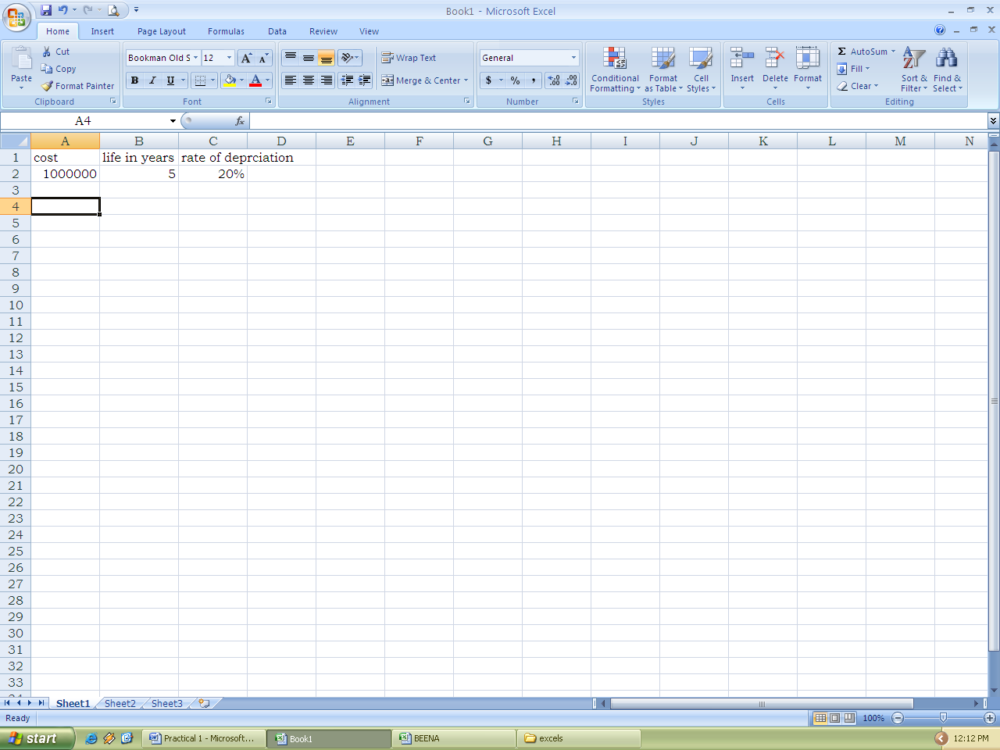 Book1 - Microsoft Excel
Home Insert Page Layout Formulas Data Review View
Cut
Copy
Format Painter
Paste
Clipboard
Bookman Old S 12
B I U
Font
Wrap Text
Merge & Center
Alignment
General
$ % ,
Number
Conditional Formatting
Format as Table
Cell Styles
Styles
Insert Delete Format
Cells
Σ AutoSum
Fill
Clear
Sort & Filter
Find & Select
Editing
A4 fx
A B C D E F G H I J K L M N
1 cost life in years rate of deprciation
2 1000000 5 20%
3
4
5
6
7
8
9
10
11
12
13
14
15
16
17
18
19
20
21
22
23
24
25
26
27
28
29
30
31
32
33
Sheet1 Sheet2 Sheet3
Ready 100%
start Practical 1 - Microsoft... Book1 BEENA excels 12:12 PM